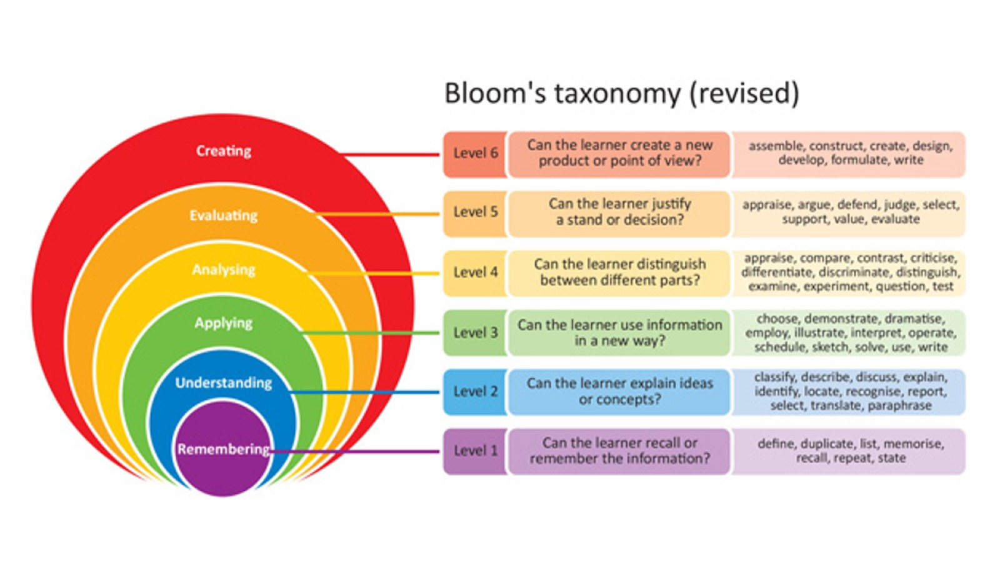 Bloom's taxonomy (revised)
Creating
Evaluating
Analysing
Applying
Understanding
Remembering
Level 6
Can the learner create a new
product or point of view?
assemble, construct, create, design,
develop, formulate, write
Level 5
Can the learner justify
a stand or decision?
appraise, argue, defend, judge, select,
support, value, evaluate
Level 4
Can the learner distinguish
between different parts?
appraise, compare, contrast, criticise,
differentiate, discriminate, distinguish,
examine, experiment, question, test
Level 3
Can the learner use information
in a new way?
choose, demonstrate, dramatise,
employ, illustrate, interpret, operate,
schedule, sketch, solve, use, write
Level 2
Can the learner explain ideas
or concepts?
classify, describe, discuss, explain,
identify, locate, recognise, report,
select, translate, paraphrase
Level 1
Can the learner recall or
remember the information?
define, duplicate, list, memorise,
recall, repeat, state